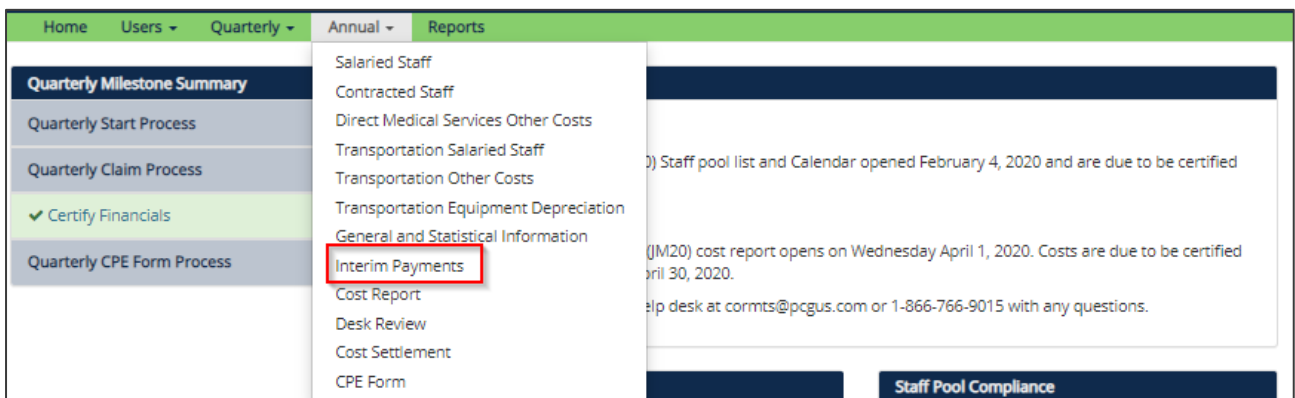 Home Users Quarterly Annual Reports
Salaried Staff
Contracted Staff
Direct Medical Services Other Costs
Transportation Salaried Staff
Transportation Other Costs
Transportation Equipment Depreciation
General and Statistical Information
Interim Payments
Cost Report
Desk Review
Cost Settlement
CPE Form
Quarterly Milestone Summary
Quarterly Start Process
Quarterly Claim Process
Certify Financials
Quarterly CPE Form Process
0) Staff pool list and Calendar opened February 4, 2020 and are due to be certified
(JM20) cost report opens on Wednesday April 1, 2020. Costs are due to be certified
pril 30, 2020.
elp desk at cormts@pcgus.com or 1-866-766-9015 with any questions.
Staff Pool Compliance